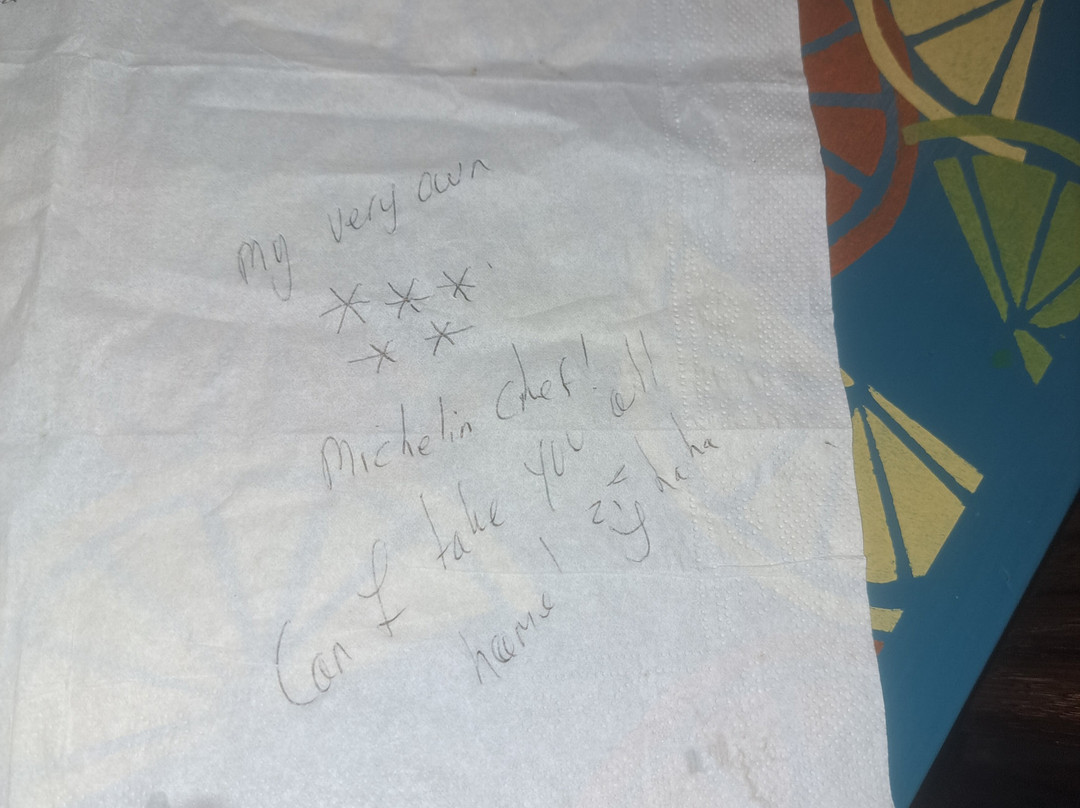 my very own
* * *
* *
Michelin Chef!
Can I take you all
home! haha